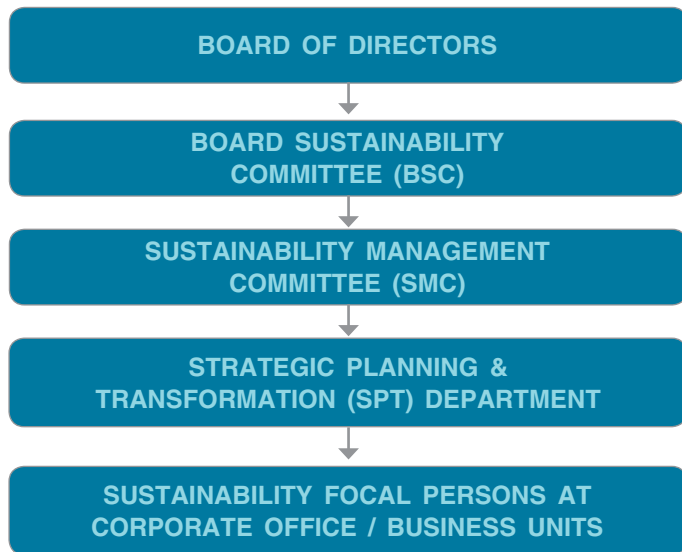 BOARD OF DIRECTORS
BOARD SUSTAINABILITY
COMMITTEE (BSC)
SUSTAINABILITY MANAGEMENT
COMMITTEE (SMC)
STRATEGIC PLANNING &
TRANSFORMATION (SPT) DEPARTMENT
SUSTAINABILITY FOCAL PERSONS AT
CORPORATE OFFICE / BUSINESS UNITS